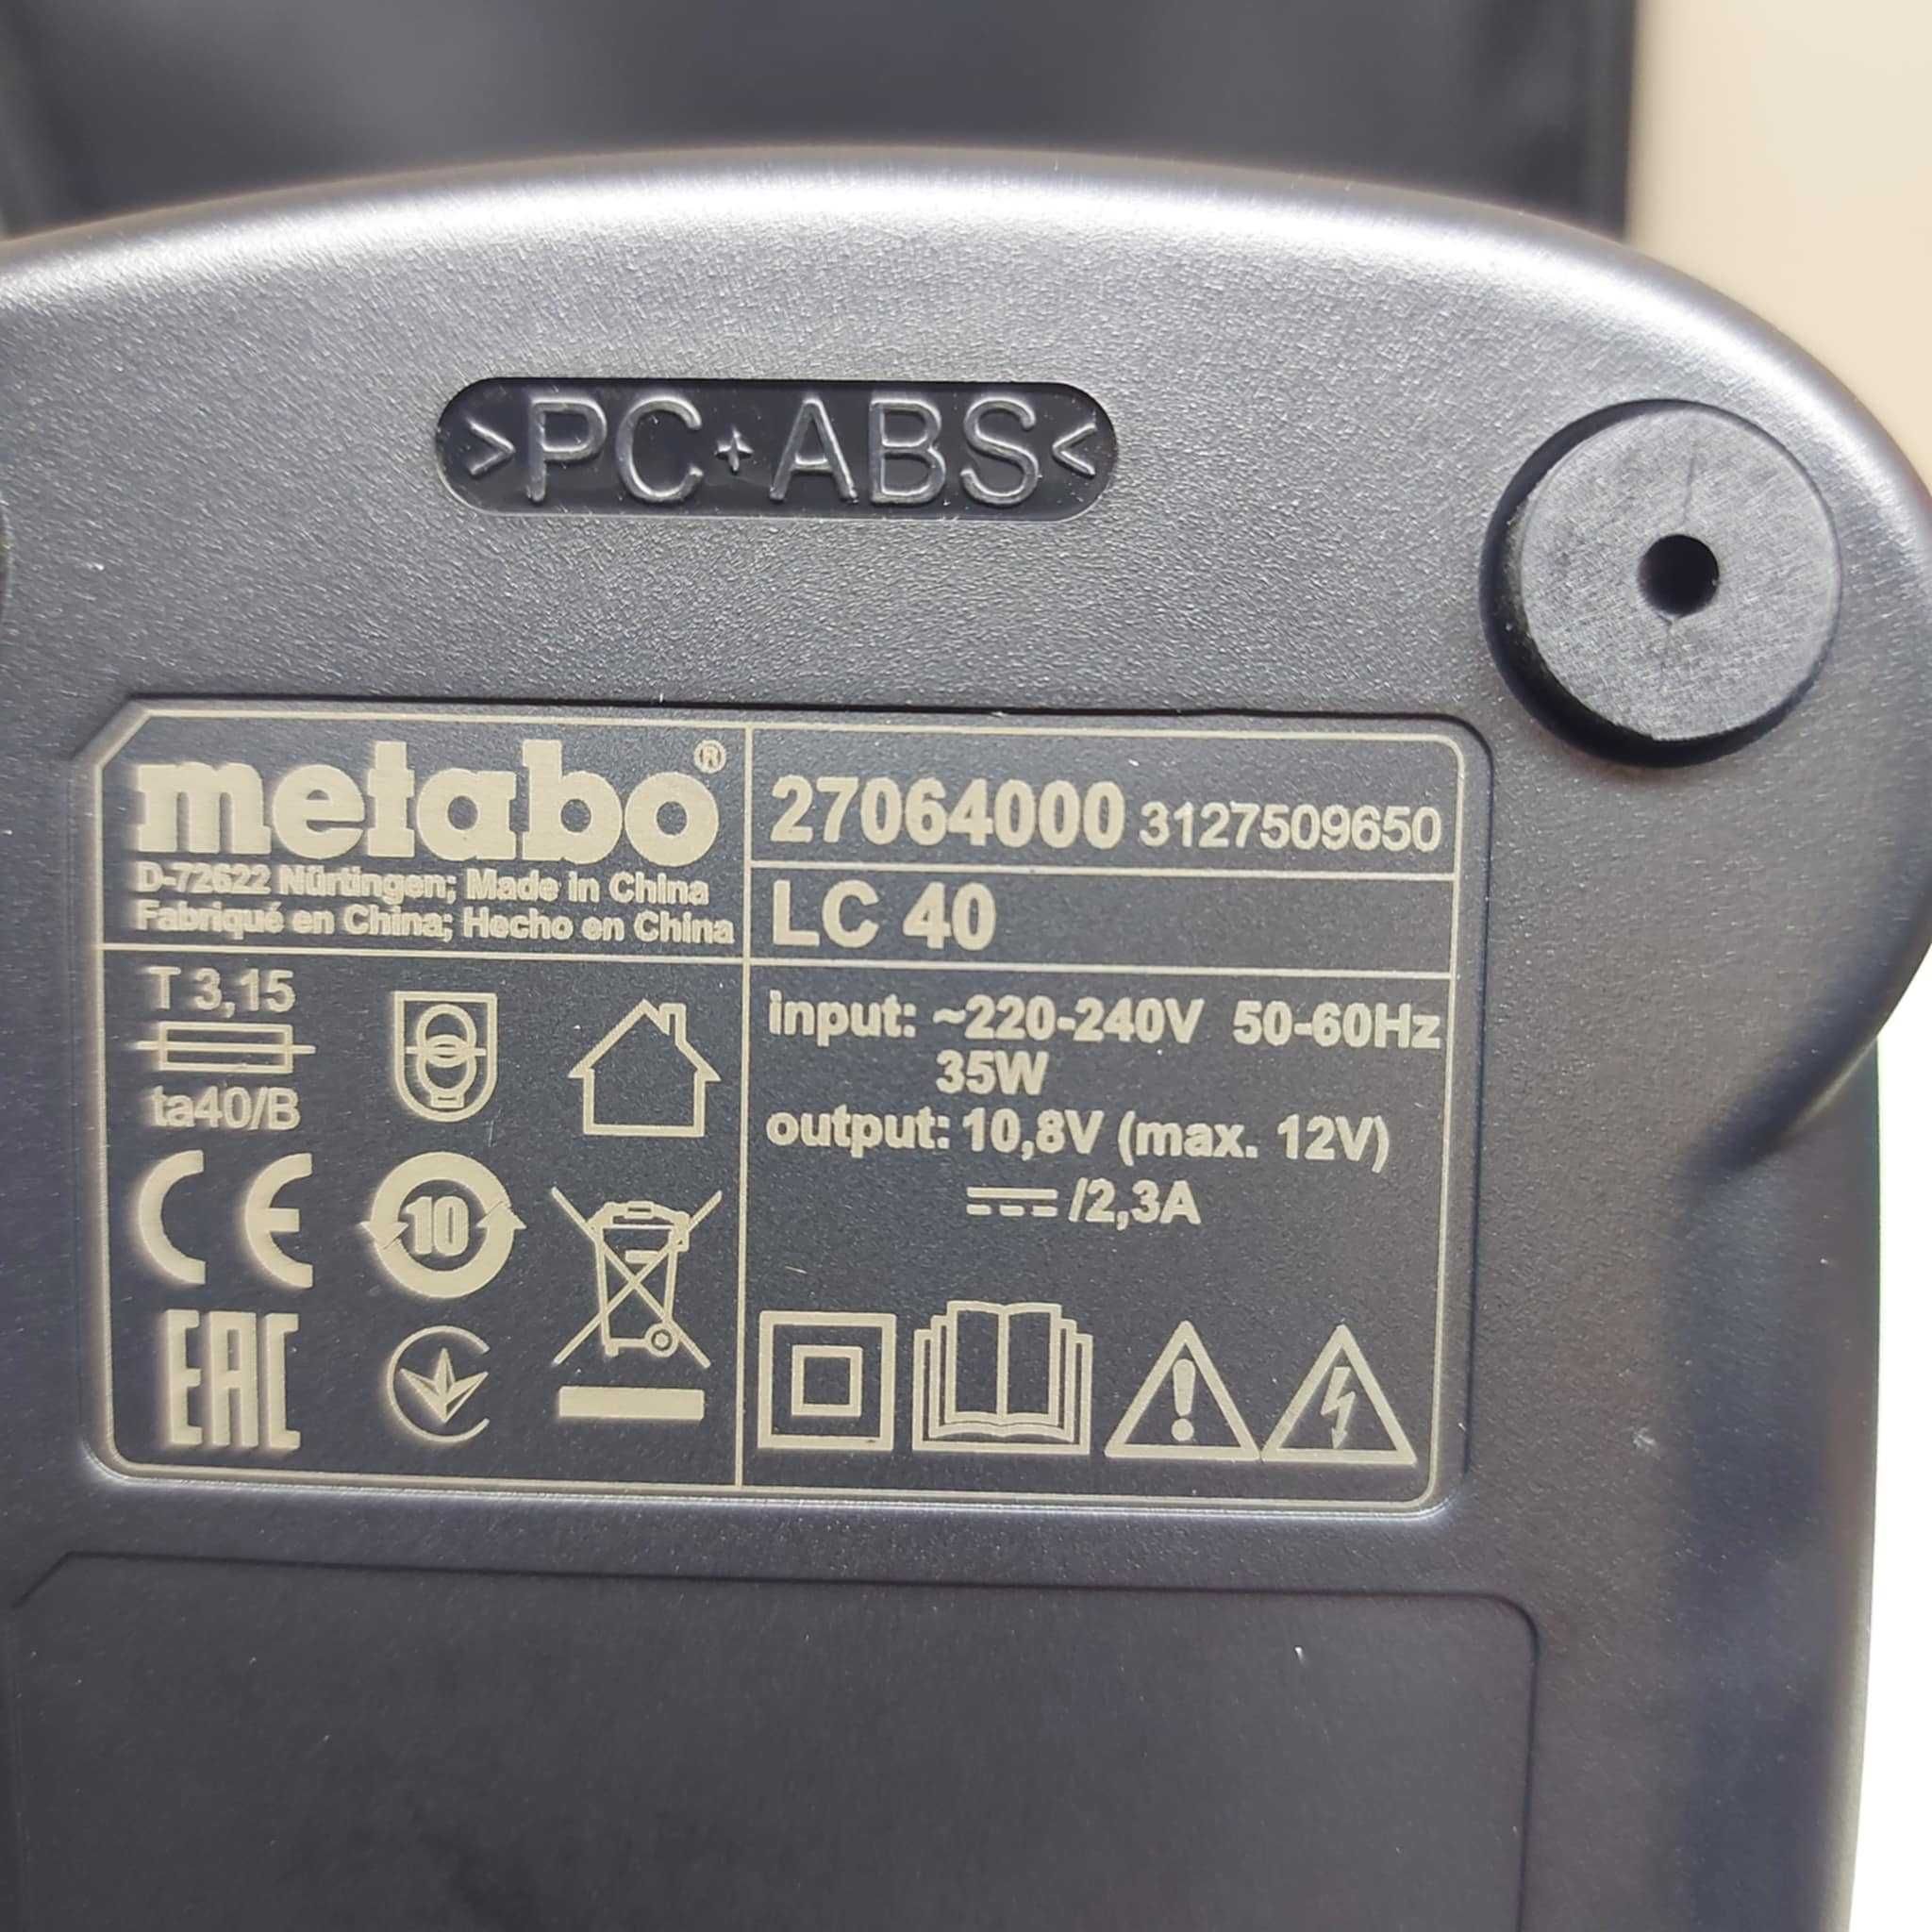 >PC+ABS<
metabo®
D-72622 Nürtingen; Made in China
Fabriqué en China; Hecho en China
27064000 3127509650
LC 40
T 3,15
ta40/B
input: ~220-240V 50-60Hz
35W
output: 10,8V (max. 12V)
/2,3A
CE
10
EAC